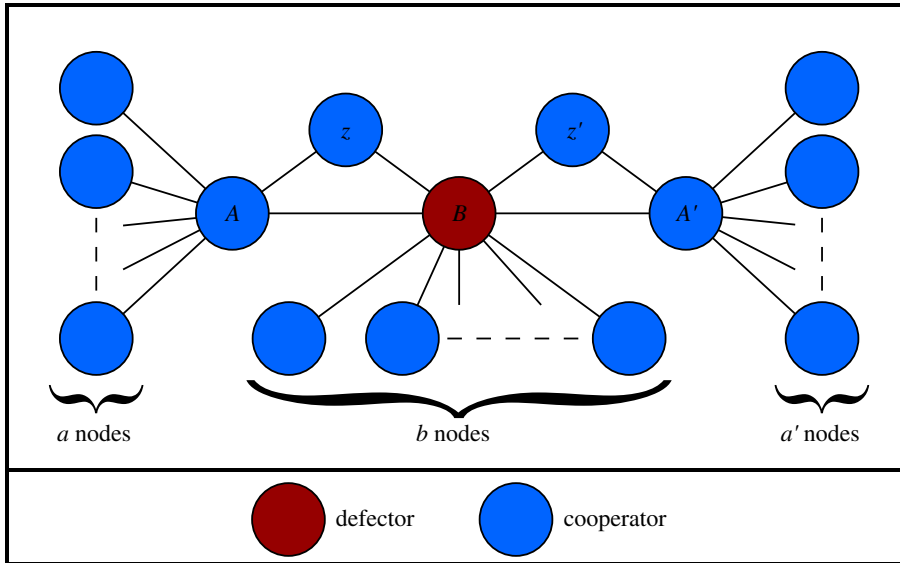 z z′
A B A′
a nodes b nodes a′ nodes
defector cooperator